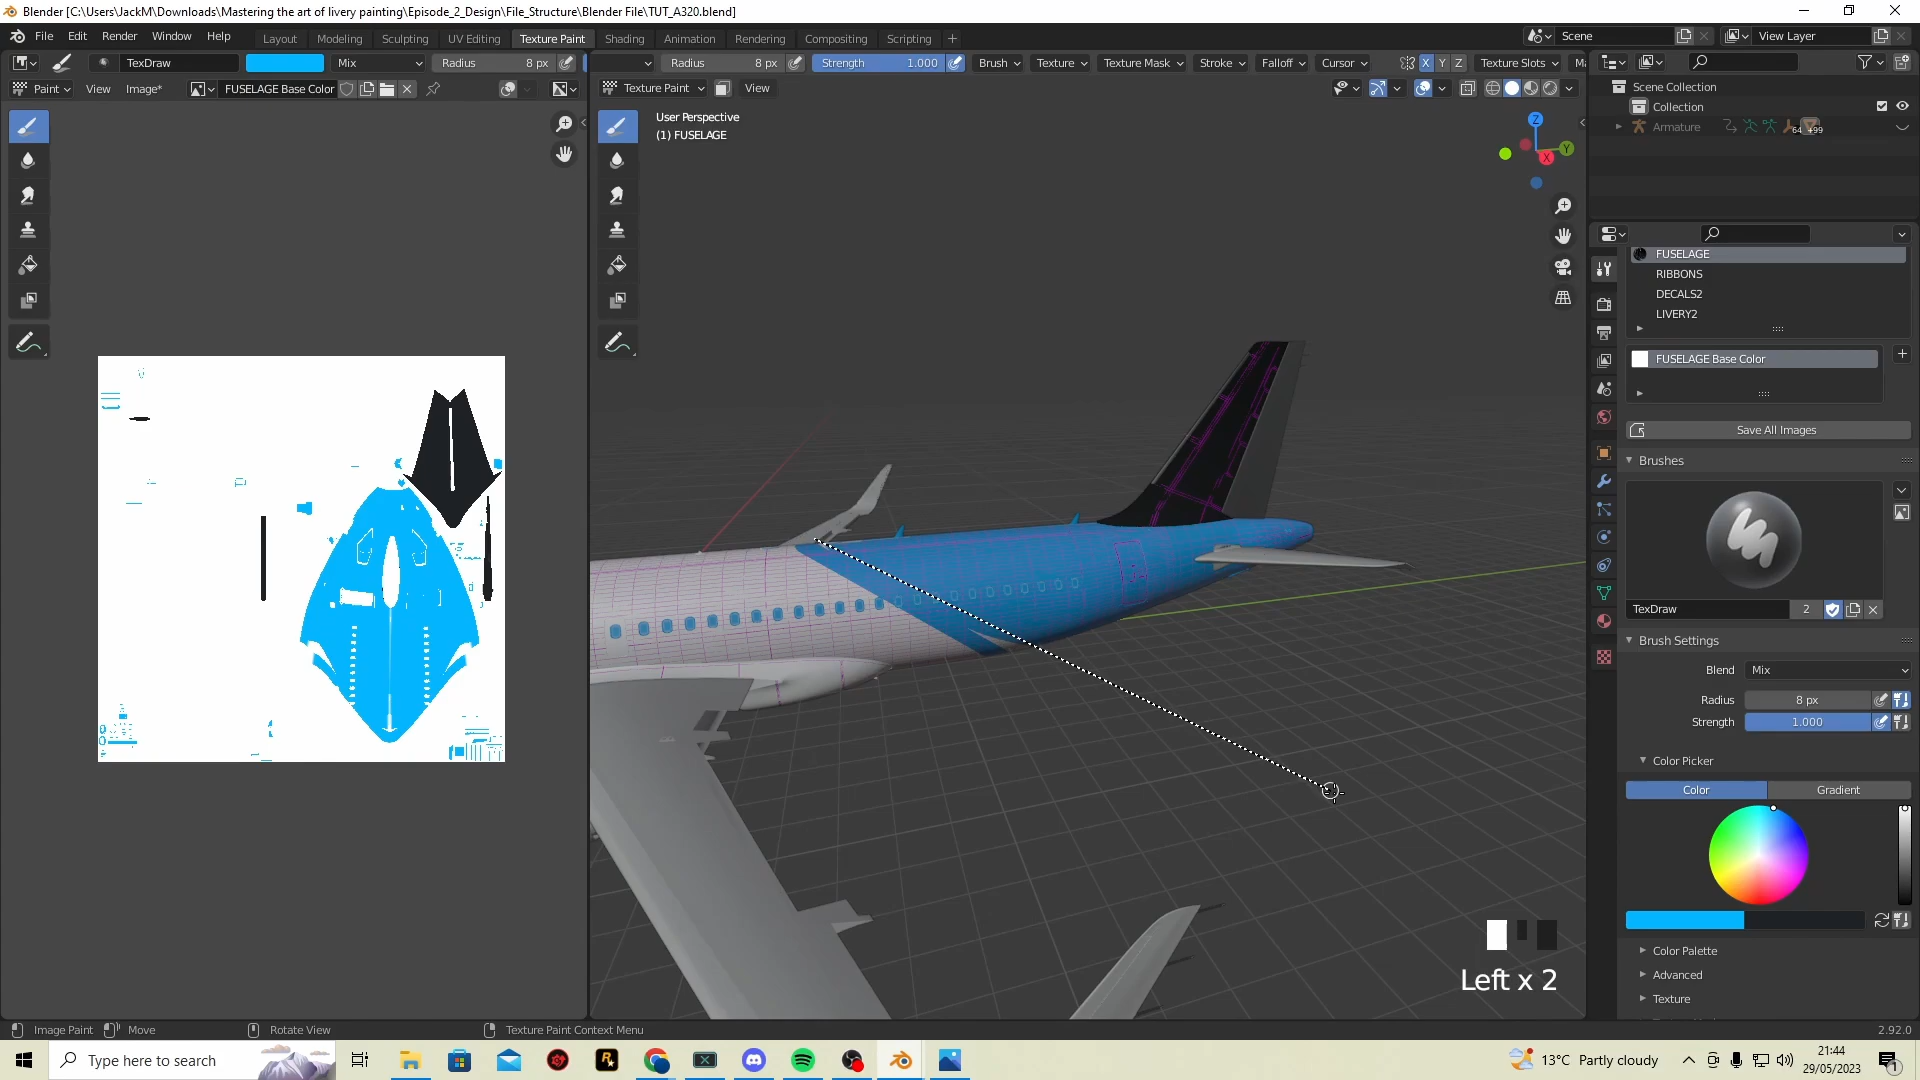 Blender [C:\Users\JackM\Downloads\Mastering the art of livery painting\Episode_2_Design\File_Structure\Blender File\TUT_A320.blend]
File Edit Render Window Help Layout Modeling Sculpting UV Editing Texture Paint Shading Animation Rendering Compositing Scripting + Scene View Layer
TexDraw Mix Radius 8 px Radius 8 px Strength 1.000 Brush Texture Texture Mask Stroke Falloff Cursor X Y Z Texture Slots Ma
Paint View Image* FUSELAGE Base Color Texture Paint View
Scene Collection
Collection
Armature 64 +99
User Perspective
(1) FUSELAGE
Z
Y
X
FUSELAGE
RIBBONS
DECALS2
LIVERY2
FUSELAGE Base Color
Save All Images
Brushes
TexDraw 2
Brush Settings
Blend Mix
Radius 8 px
Strength 1.000
Color Picker
Color Gradient
Color Palette
Advanced
Texture
Left x 2
Image Paint Move Rotate View Texture Paint Context Menu 2.92.0
Type here to search
13°C Partly cloudy
21:44
29/05/2023
1